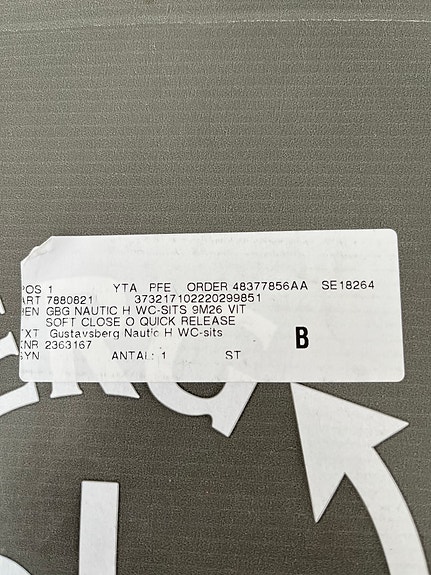 POS 1 YTA PFE ORDER 48377856AA SE18264
ART 7880821 373217102220299851
BEN GBG NAUTIC H WC-SITS 9M26 VIT
SOFT CLOSE O QUICK RELEASE
TXT Gustavsberg Nautic H WC-sits
KNR 2363167
SYN ANTAL: 1 ST
B